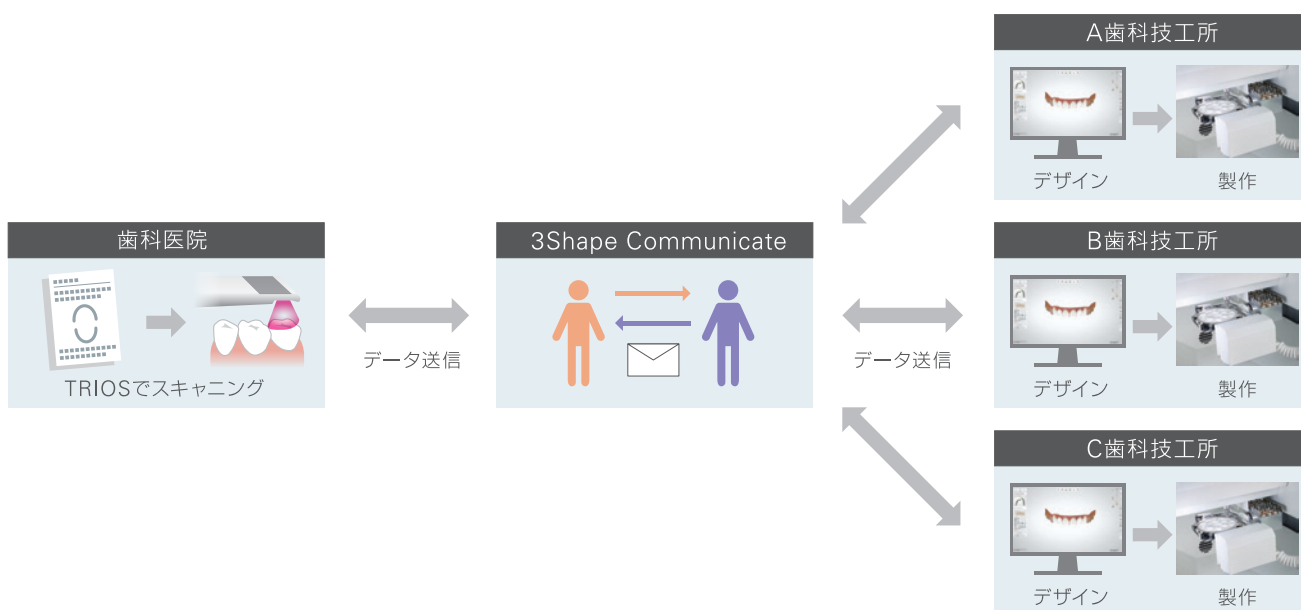 歯科医院
TRIOSでスキャニング
データ送信
3Shape Communicate
データ送信
A歯科技工所
デザイン
製作
B歯科技工所
デザイン
製作
C歯科技工所
デザイン
製作